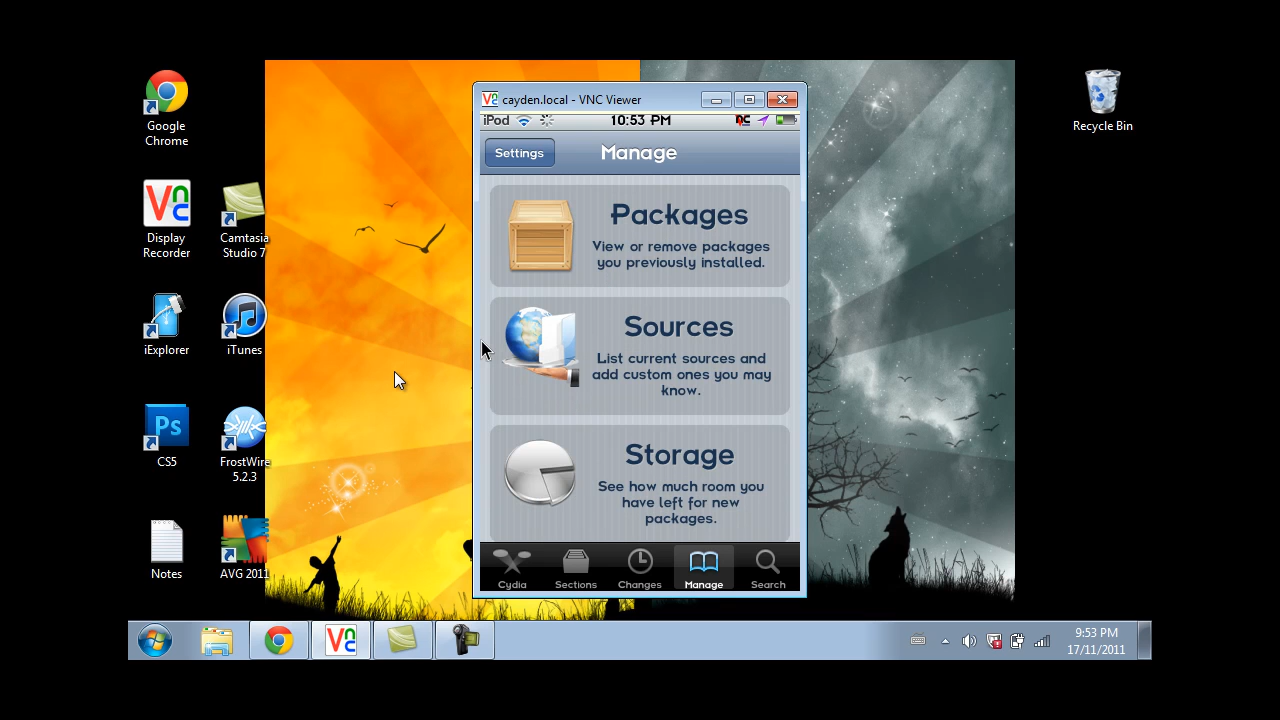 Google
Chrome
Display
Recorder
Camtasia
Studio 7
iExplorer
iTunes
Ps
CS5
FrostWire
5.2.3
Notes
AVG 2011
cayden.local - VNC Viewer
iPod
10:53 PM
Settings
Manage
Packages
View or remove packages
you previously installed.
Sources
List current sources and
add custom ones you may
know.
Storage
See how much room you
have left for new
packages.
Cydia
Sections
Changes
Manage
Search
Recycle Bin
9:53 PM
17/11/2011